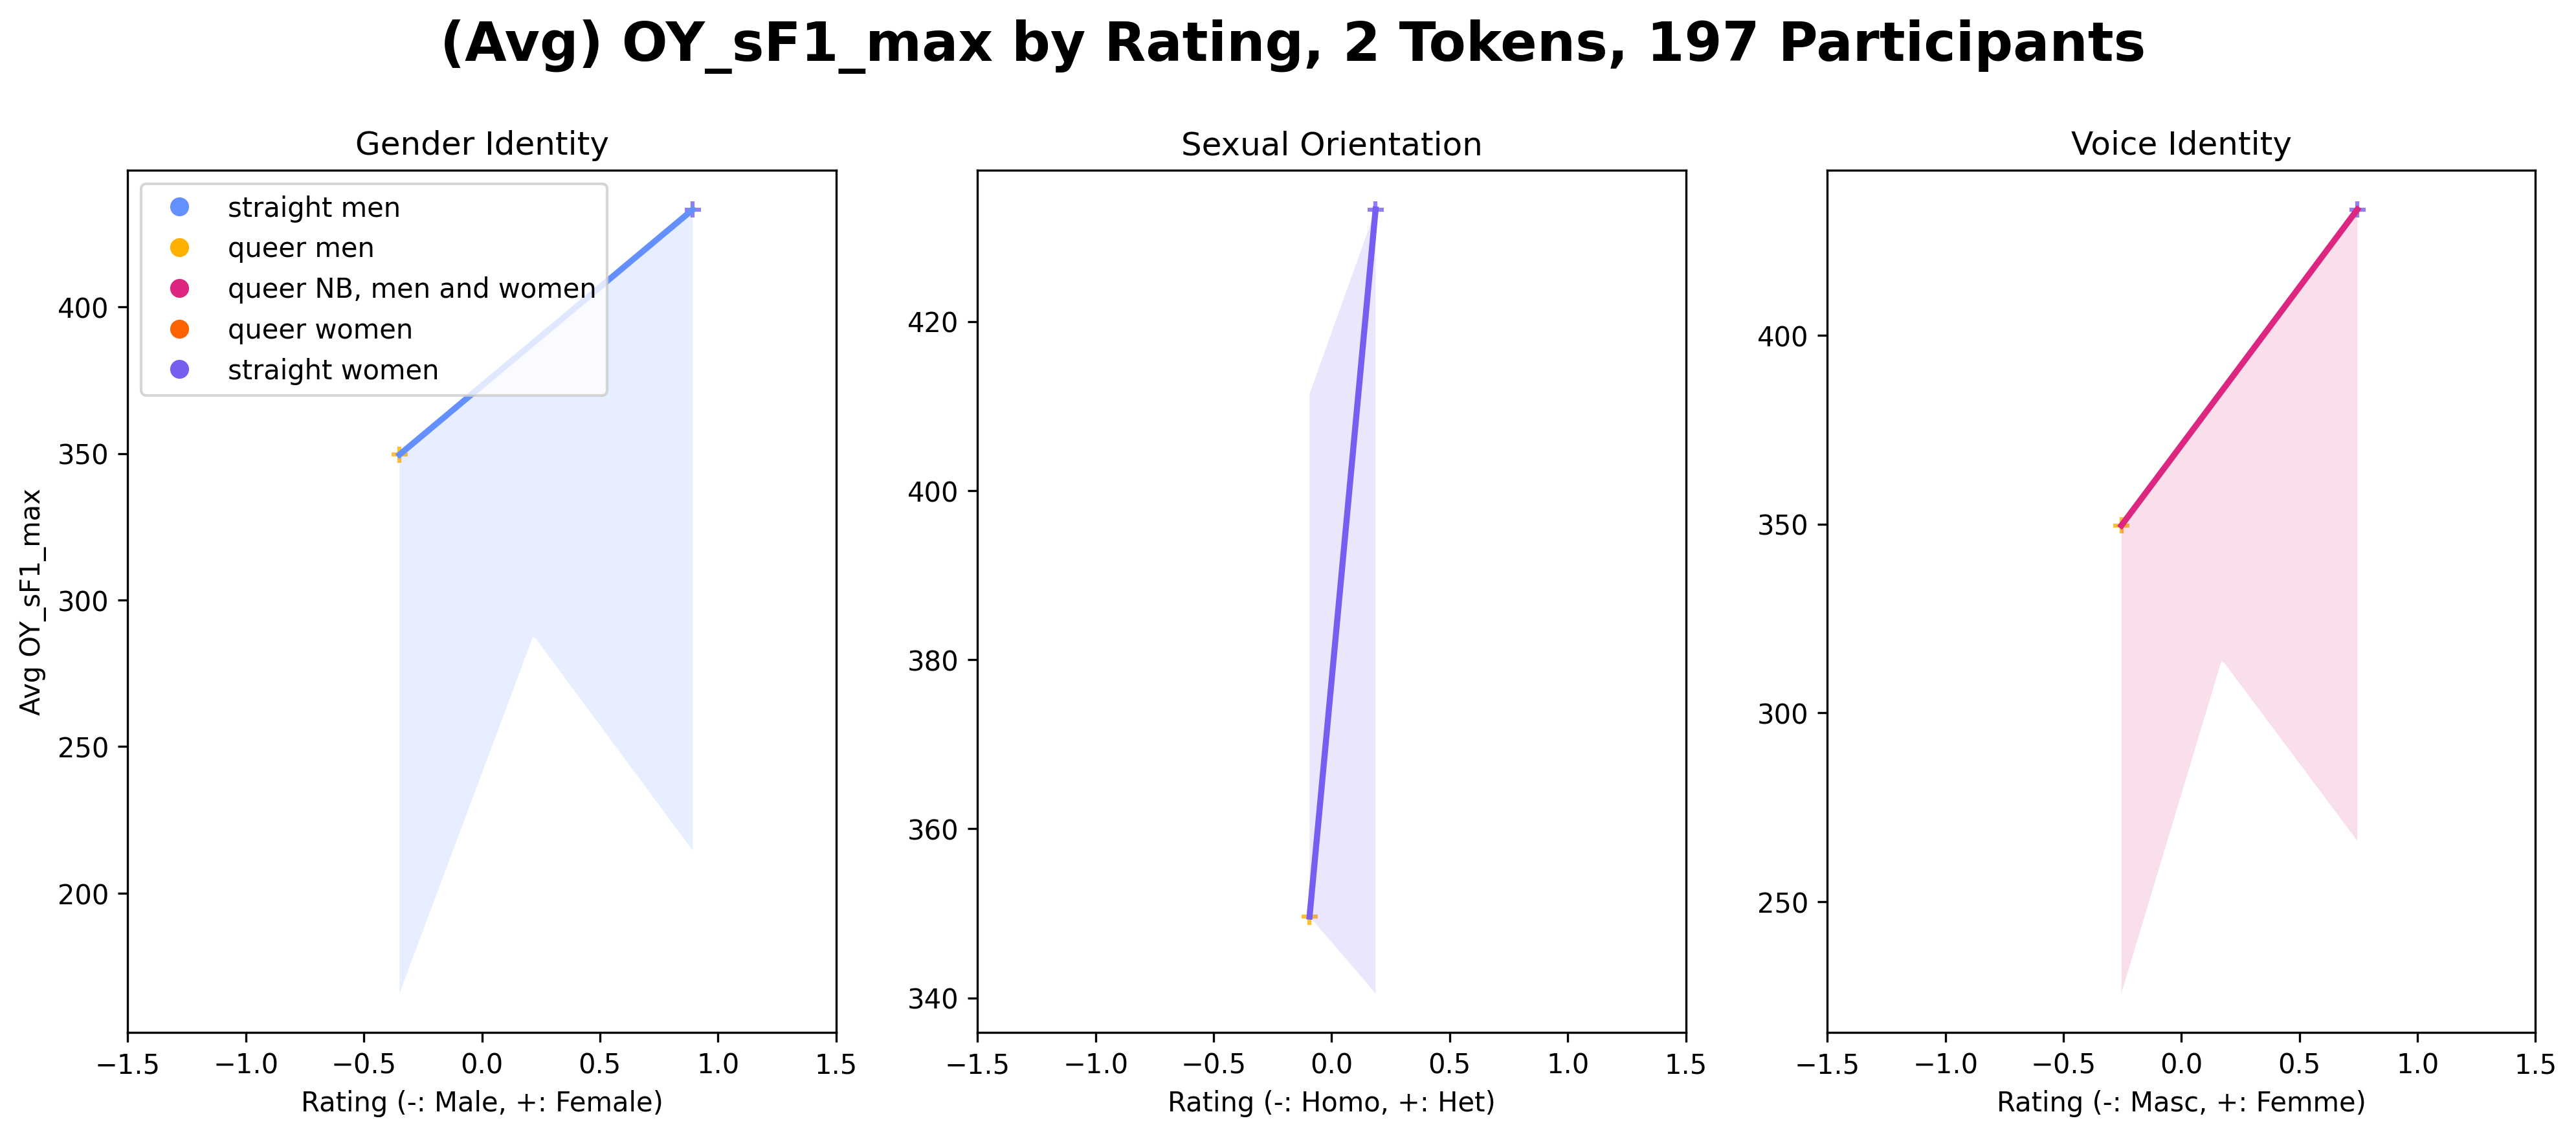 (Avg) OY_sF1_max by Rating, 2 Tokens, 197 Participants
Gender Identity
straight men
queer men
queer NB, men and women
queer women
straight women
400
350
300
250
200
Avg OY_sF1_max
−1.5 −1.0 −0.5 0.0 0.5 1.0 1.5
Rating (-: Male, +: Female)
Sexual Orientation
420
400
380
360
340
−1.5 −1.0 −0.5 0.0 0.5 1.0 1.5
Rating (-: Homo, +: Het)
Voice Identity
400
350
300
250
−1.5 −1.0 −0.5 0.0 0.5 1.0 1.5
Rating (-: Masc, +: Femme)